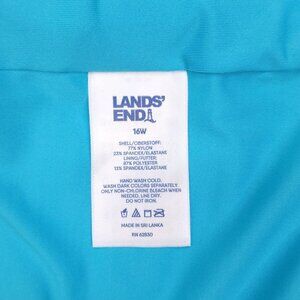 LANDS'
END
16W
SHELL/OBERSTOFF:
77% NYLON
23% SPANDEX/ELASTANE
LINING/FUTTER:
87% POLYESTER
13% SPANDEX/ELASTANE
HAND WASH COLD.
WASH DARK COLORS SEPARATELY.
ONLY NON-CHLORINE BLEACH WHEN
NEEDED. LINE DRY.
DO NOT IRON.
MADE IN SRI LANKA
RN 62830